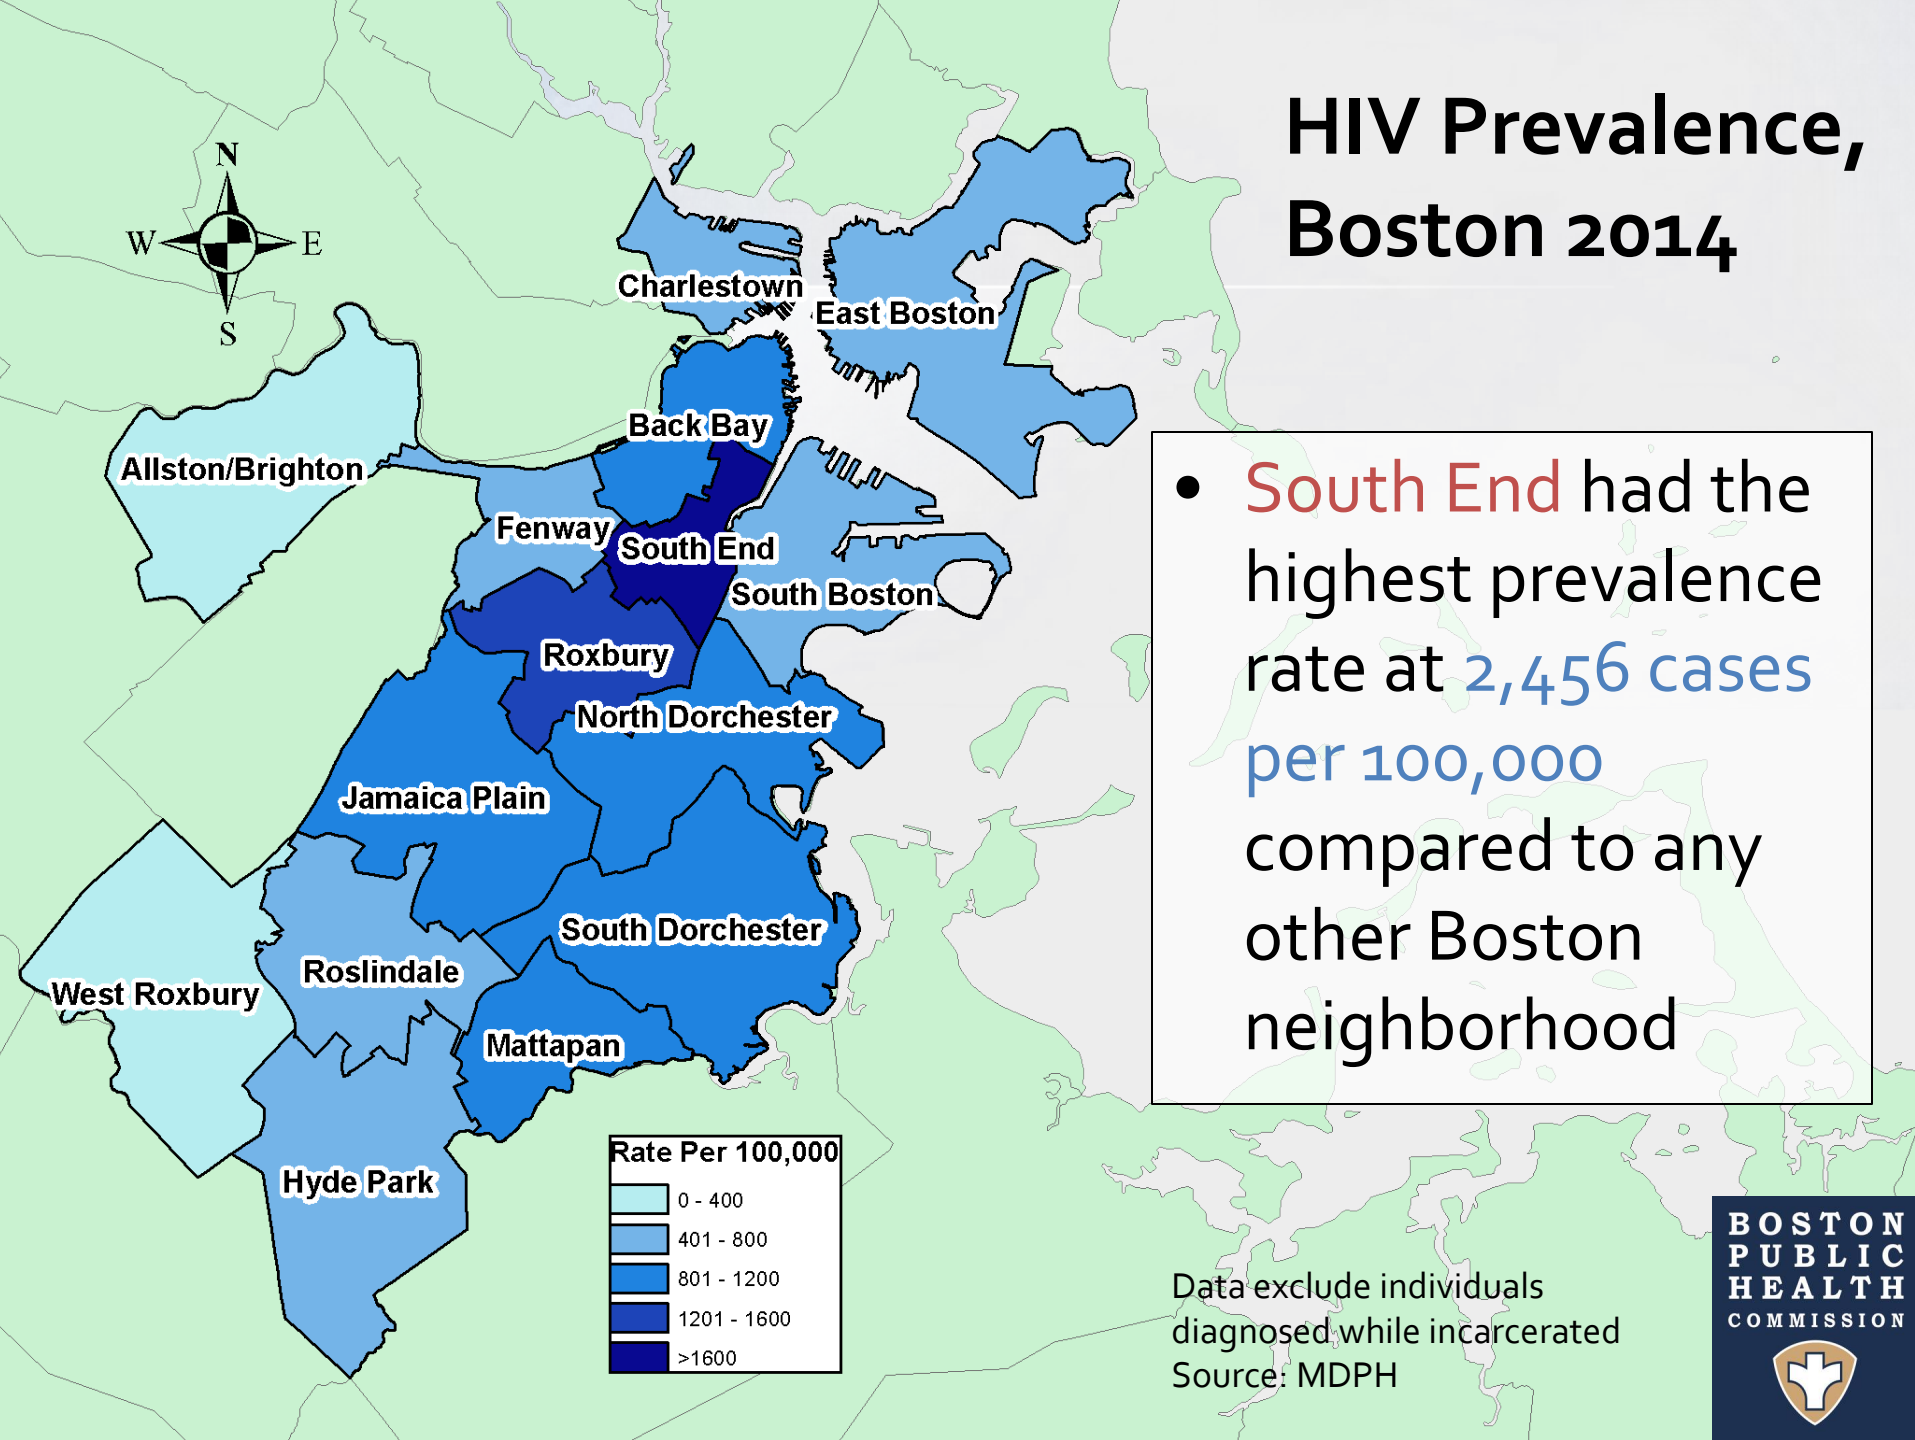 HIV Prevalence,
Boston 2014
N
W
E
S
Charlestown
East Boston
Back Bay
Allston/Brighton
Fenway
South End
South Boston
Roxbury
North Dorchester
Jamaica Plain
South Dorchester
Roslindale
West Roxbury
Mattapan
Hyde Park
• South End had the
highest prevalence
rate at 2,456 cases
per 100,000
compared to any
other Boston
neighborhood
Rate Per 100,000
0 - 400
401 - 800
801 - 1200
1201 - 1600
>1600
Data exclude individuals
diagnosed while incarcerated
Source: MDPH
BOSTON
PUBLIC
HEALTH
COMMISSION